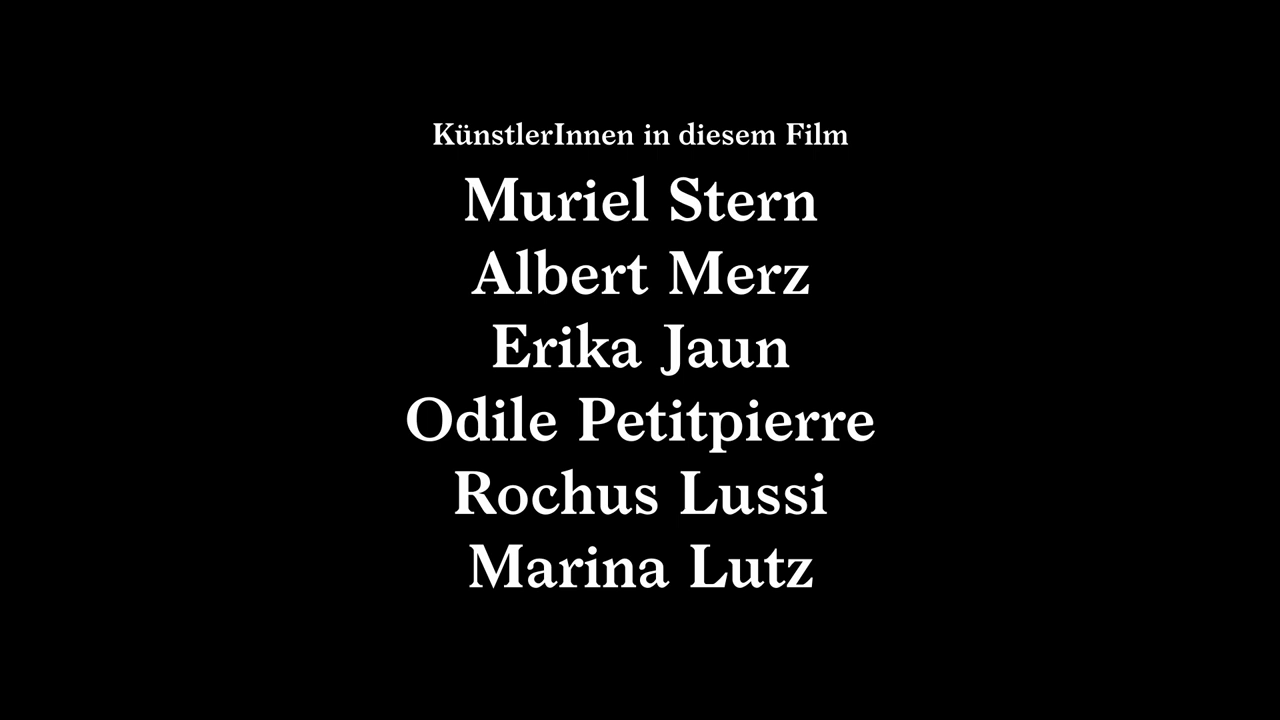 KünstlerInnen in diesem Film
Muriel Stern
Albert Merz
Erika Jaun
Odile Petitpierre
Rochus Lussi
Marina Lutz